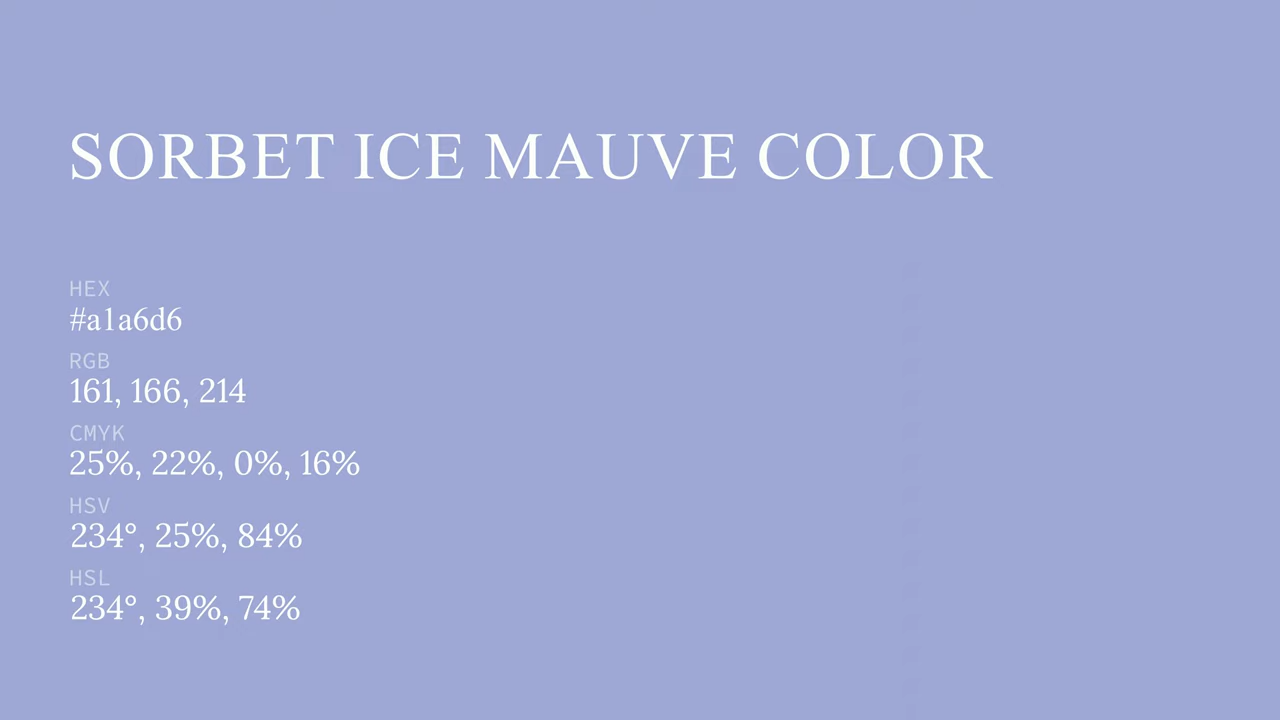 SORBET ICE MAUVE COLOR
HEX
#a1a6d6
RGB
161, 166, 214
CMYK
25%, 22%, 0%, 16%
HSV
234°, 25%, 84%
HSL
234°, 39%, 74%